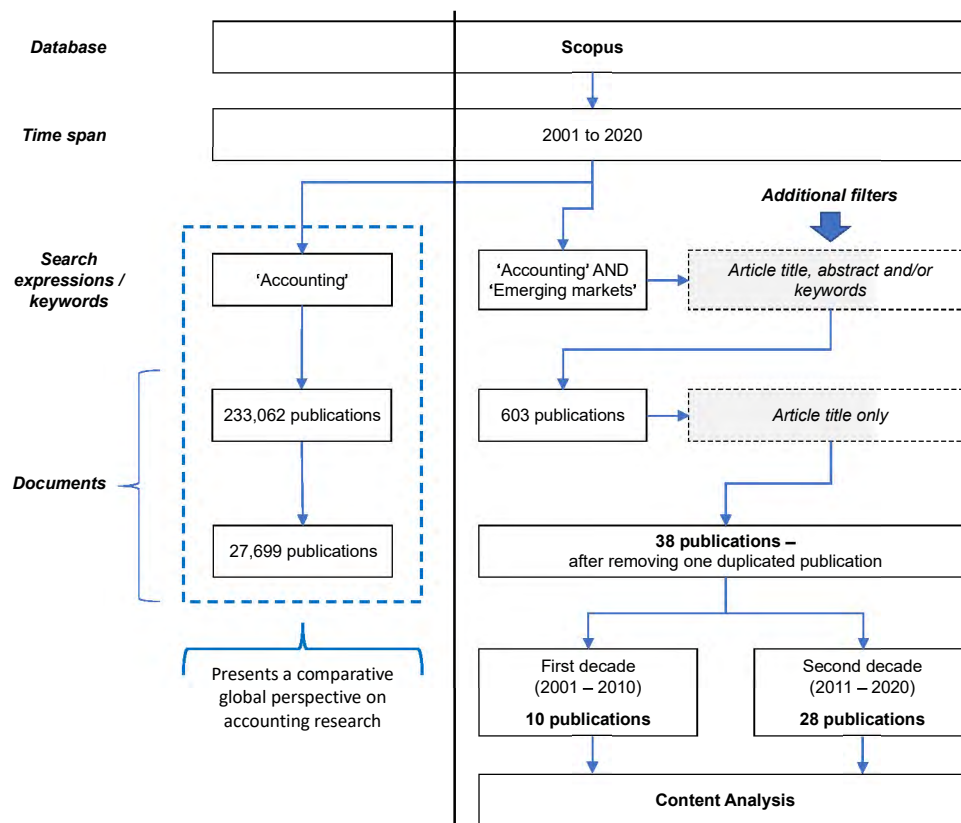 Database
Scopus
Time span
2001 to 2020
Additional filters
Search
expressions /
keywords
'Accounting'
'Accounting' AND
'Emerging markets'
Article title, abstract and/or
keywords
233,062 publications
603 publications
Article title only
Documents
27,699 publications
38 publications –
after removing one duplicated publication
Presents a comparative
global perspective on
accounting research
First decade
(2001 – 2010)
10 publications
Second decade
(2011 – 2020)
28 publications
Content Analysis